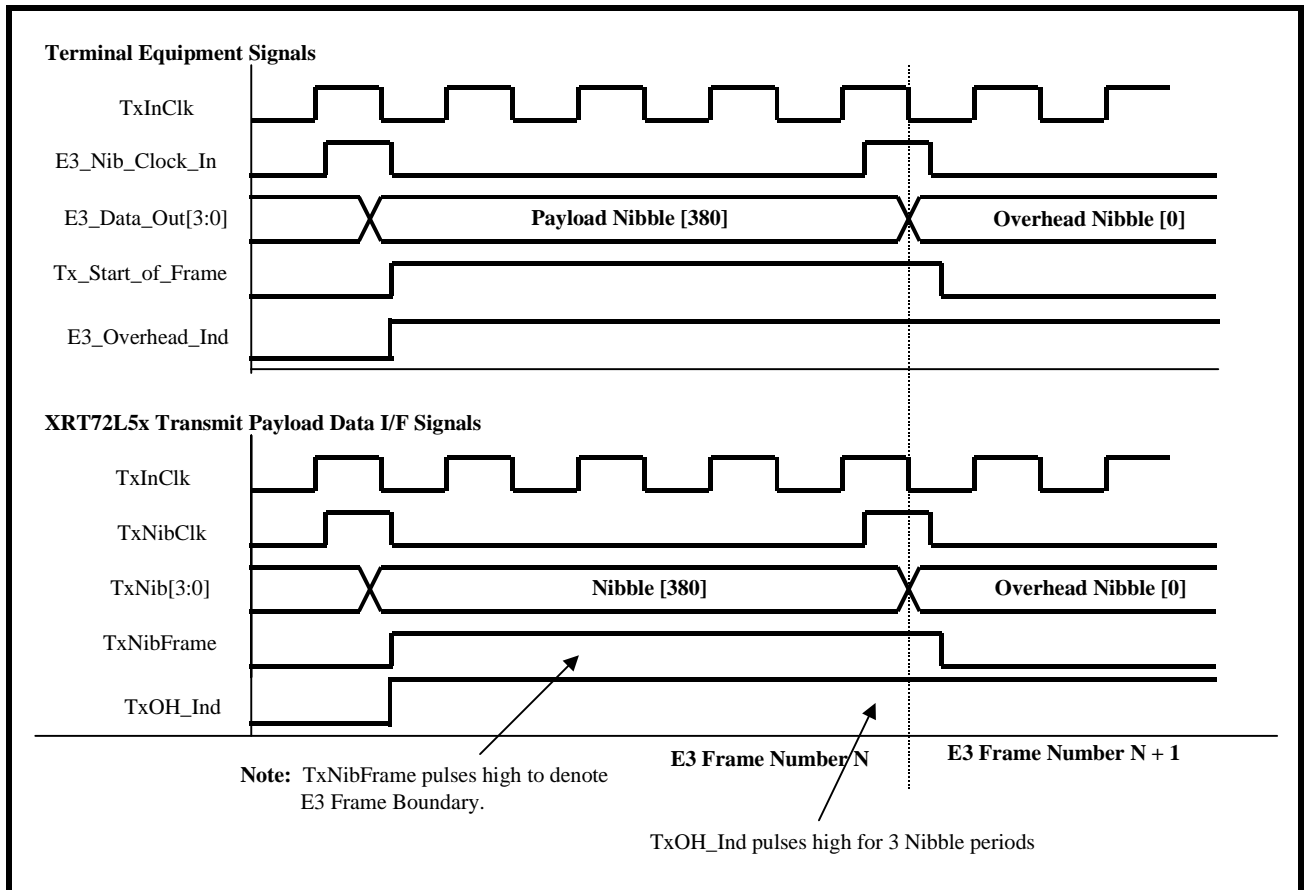 Terminal Equipment Signals
TxInClk
E3_Nib_Clock_In
E3_Data_Out[3:0]
Payload Nibble [380]
Overhead Nibble [0]
Tx_Start_of_Frame
E3_Overhead_Ind
XRT72L5x Transmit Payload Data I/F Signals
TxInClk
TxNibClk
TxNib[3:0]
Nibble [380]
Overhead Nibble [0]
TxNibFrame
TxOH_Ind
E3 Frame Number N
E3 Frame Number N + 1
Note: TxNibFrame pulses high to denote
E3 Frame Boundary.
TxOH_Ind pulses high for 3 Nibble periods